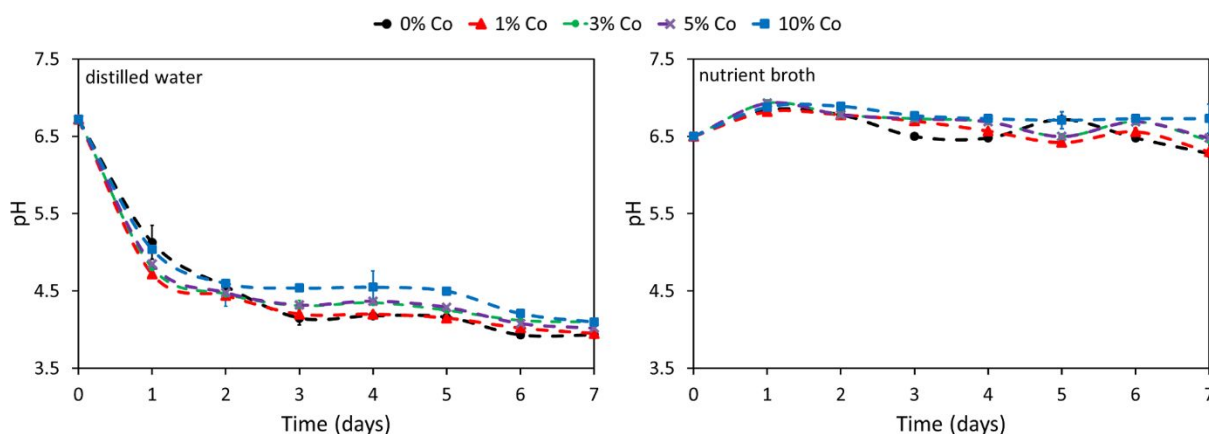 0% Co 1% Co 3% Co 5% Co 10% Co
distilled water
7.5
6.5
5.5
4.5
3.5
pH
0 1 2 3 4 5 6 7
Time (days)
nutrient broth
7.5
6.5
5.5
4.5
3.5
pH
0 1 2 3 4 5 6 7
Time (days)